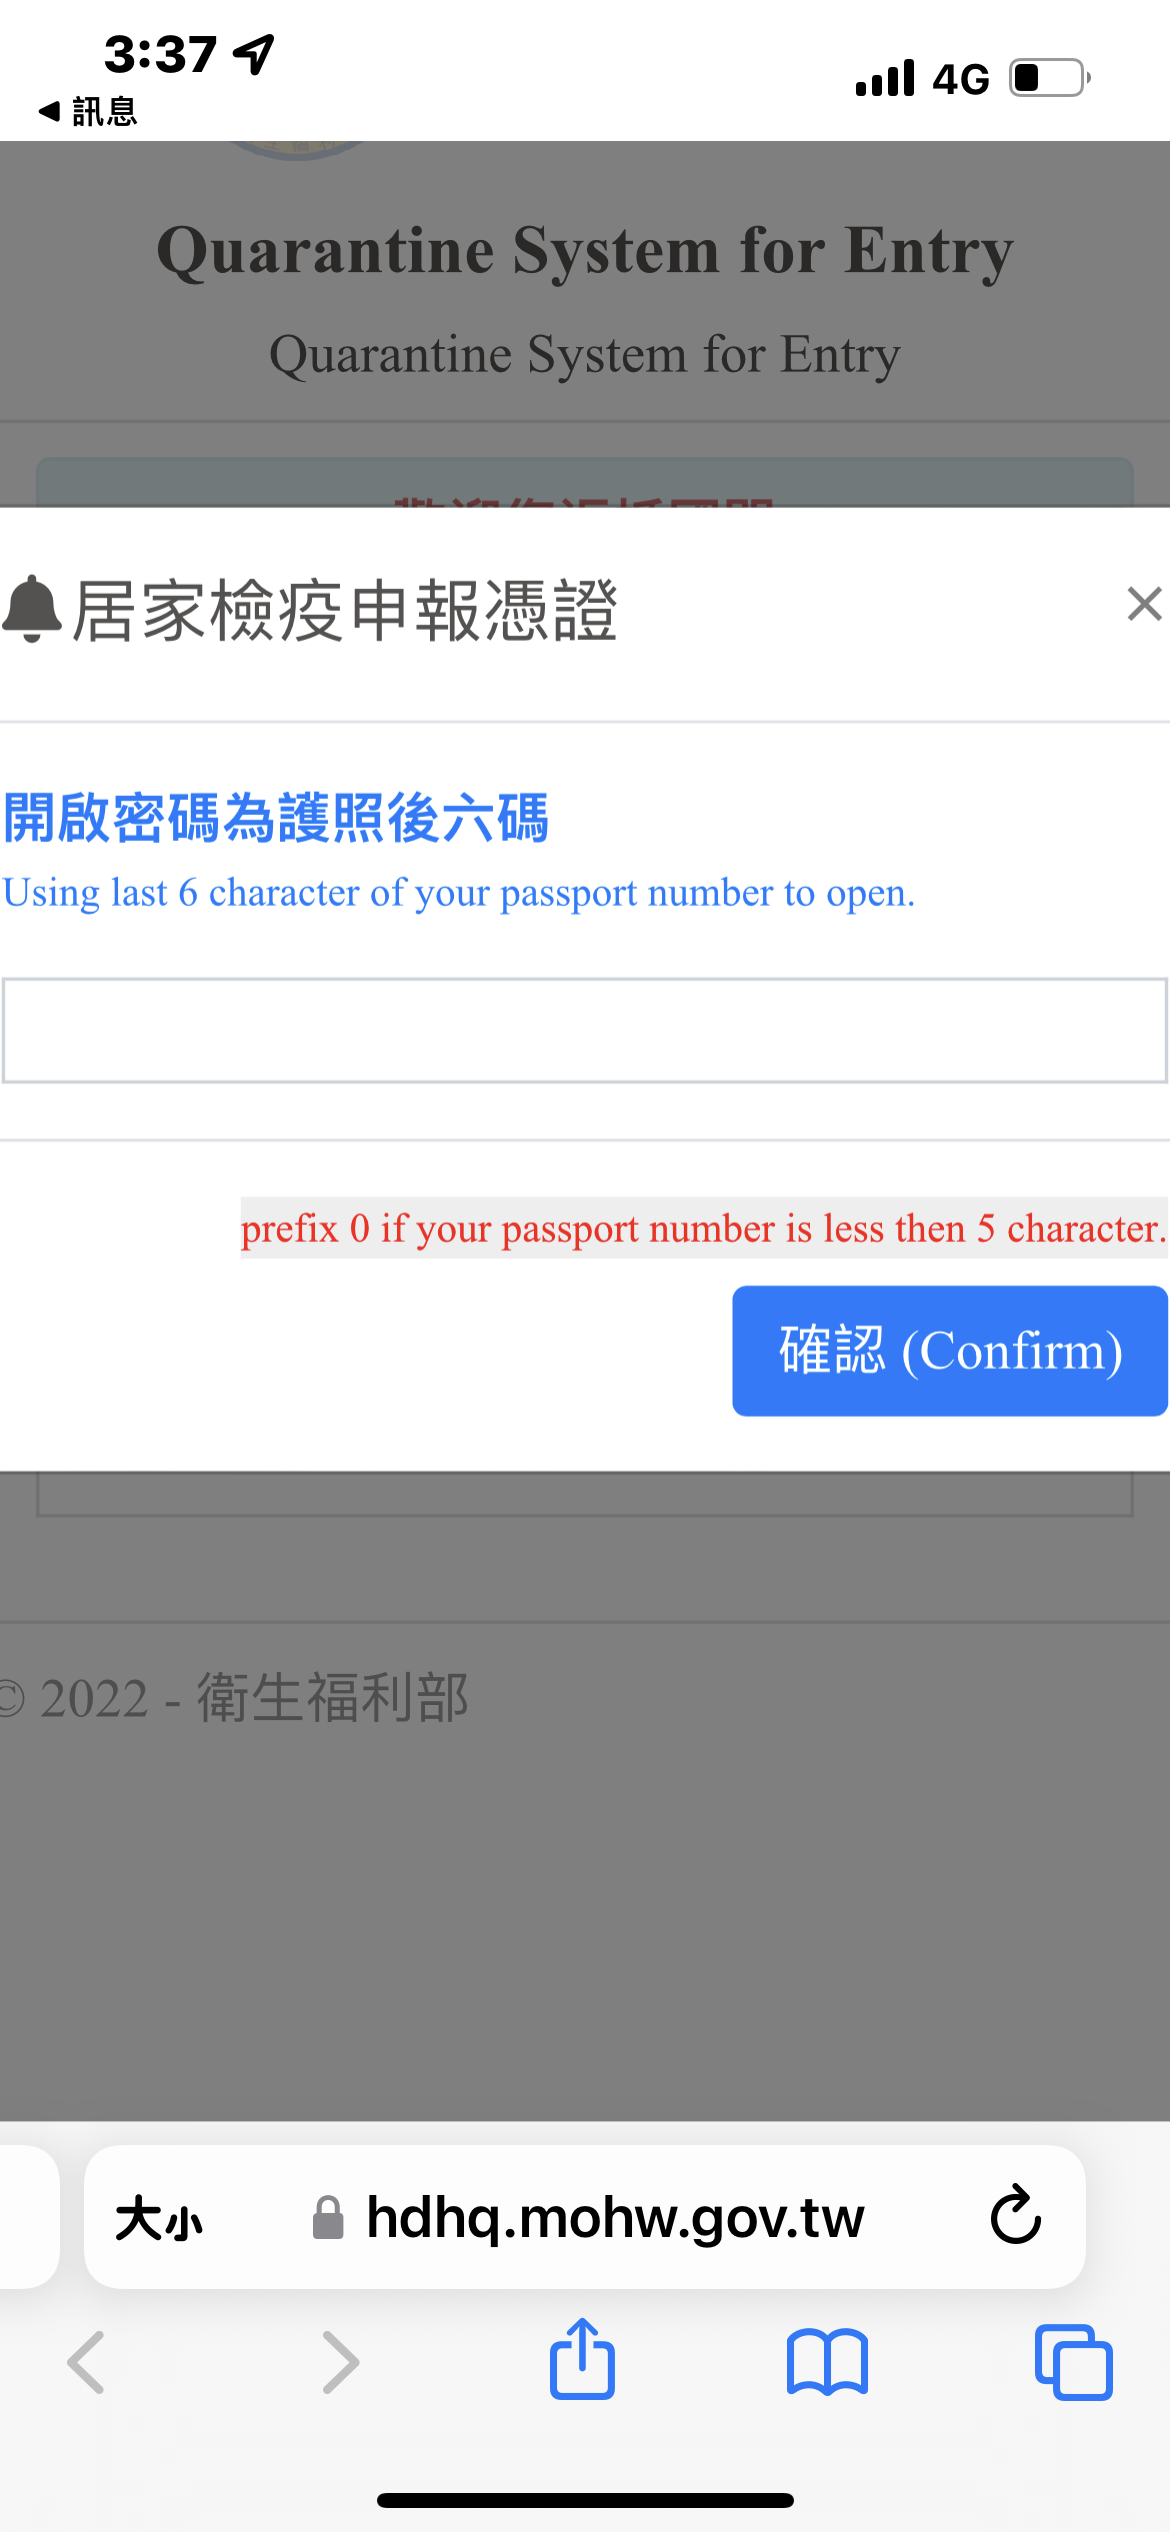 3:37
4G
◀ 訊息
Quarantine System for Entry
Quarantine System for Entry
居家檢疫申報憑證
開啟密碼為護照後六碼
Using last 6 character of your passport number to open.
prefix 0 if your passport number is less then 5 character.
確認 (Confirm)
© 2022 - 衛生福利部
大小
hdhq.mohw.gov.tw